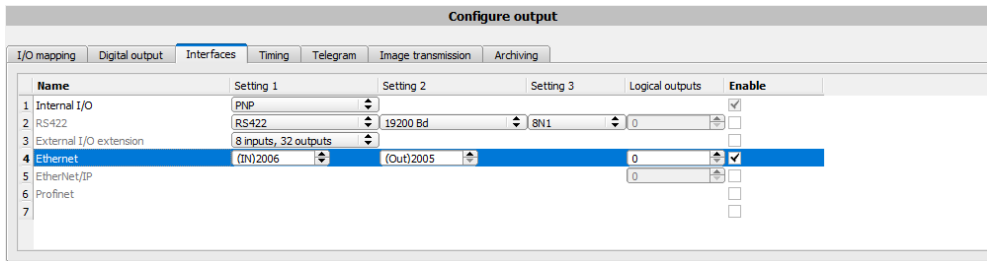 Configure output
I/O mapping Digital output Interfaces Timing Telegram Image transmission Archiving
Name Setting 1 Setting 2 Setting 3 Logical outputs Enable
1 Internal I/O PNP
2 RS422 RS422 19200 Bd 8N1 0
3 External I/O extension 8 inputs, 32 outputs
4 Ethernet (IN)2006 (Out)2005 0
5 EtherNet/IP 0
6 Profinet
7